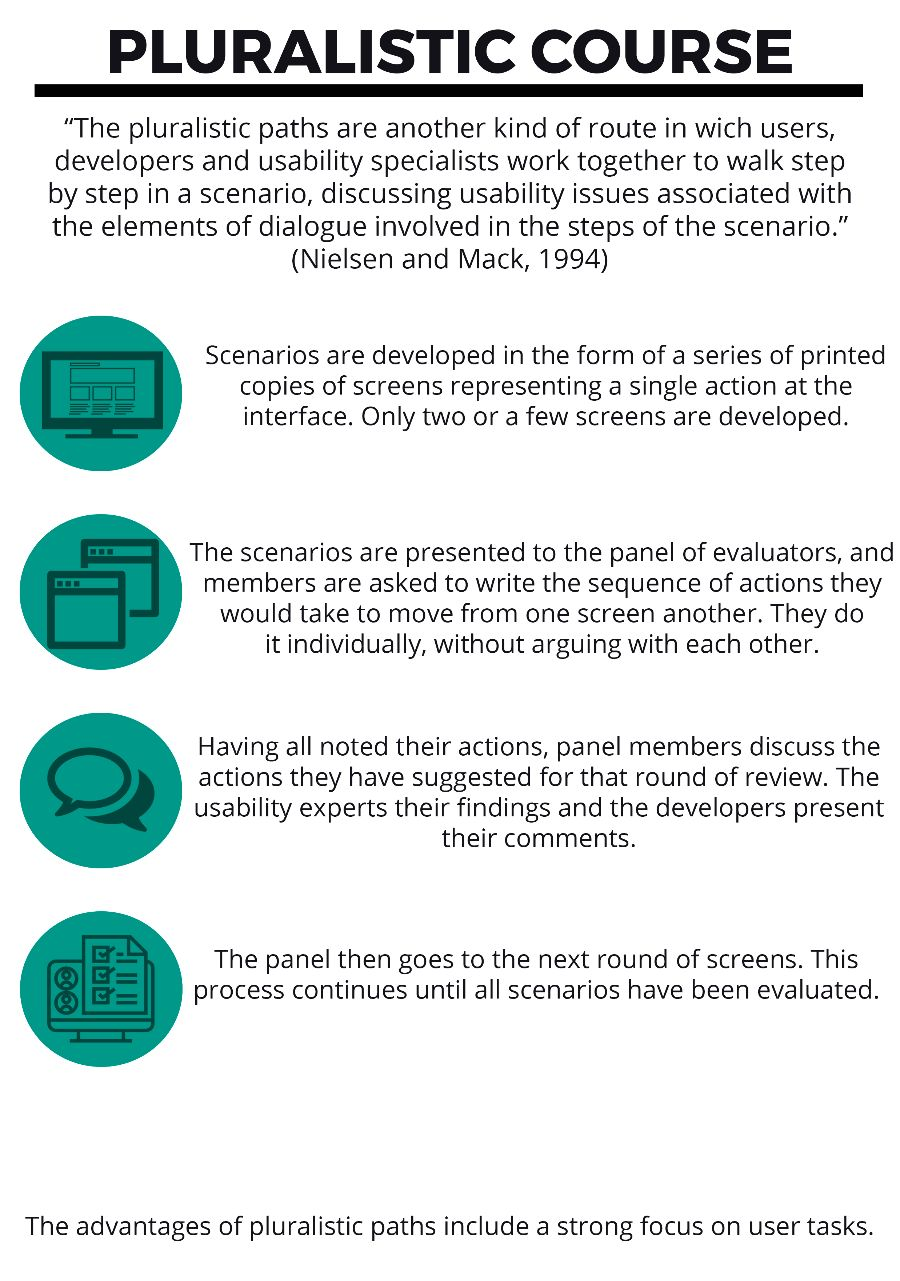 PLURALISTIC COURSE
“The pluralistic paths are another kind of route in wich users,
developers and usability specialists work together to walk step
by step in a scenario, discussing usability issues associated with
the elements of dialogue involved in the steps of the scenario.”
(Nielsen and Mack, 1994)
Scenarios are developed in the form of a series of printed
copies of screens representing a single action at the
interface. Only two or a few screens are developed.
The scenarios are presented to the panel of evaluators, and
members are asked to write the sequence of actions they
would take to move from one screen another. They do
it individually, without arguing with each other.
Having all noted their actions, panel members discuss the
actions they have suggested for that round of review. The
usability experts their findings and the developers present
their comments.
The panel then goes to the next round of screens. This
process continues until all scenarios have been evaluated.
The advantages of pluralistic paths include a strong focus on user tasks.